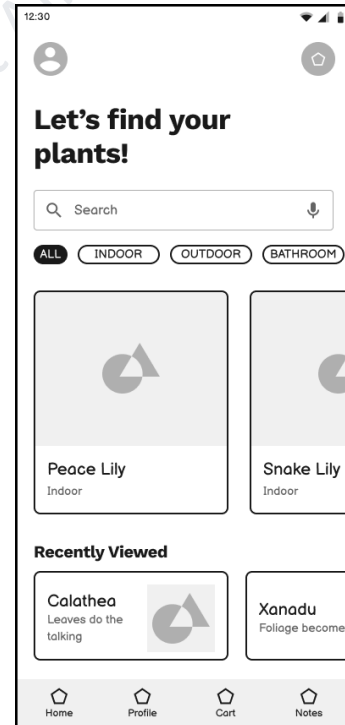 12:30
Let's find your
plants!
Search
ALL INDOOR OUTDOOR BATHROOM
Peace Lily
Indoor
Snake Lily
Indoor
Recently Viewed
Calathea
Leaves do the
talking
Xanadu
Foliage become
Home Profile Cart Notes